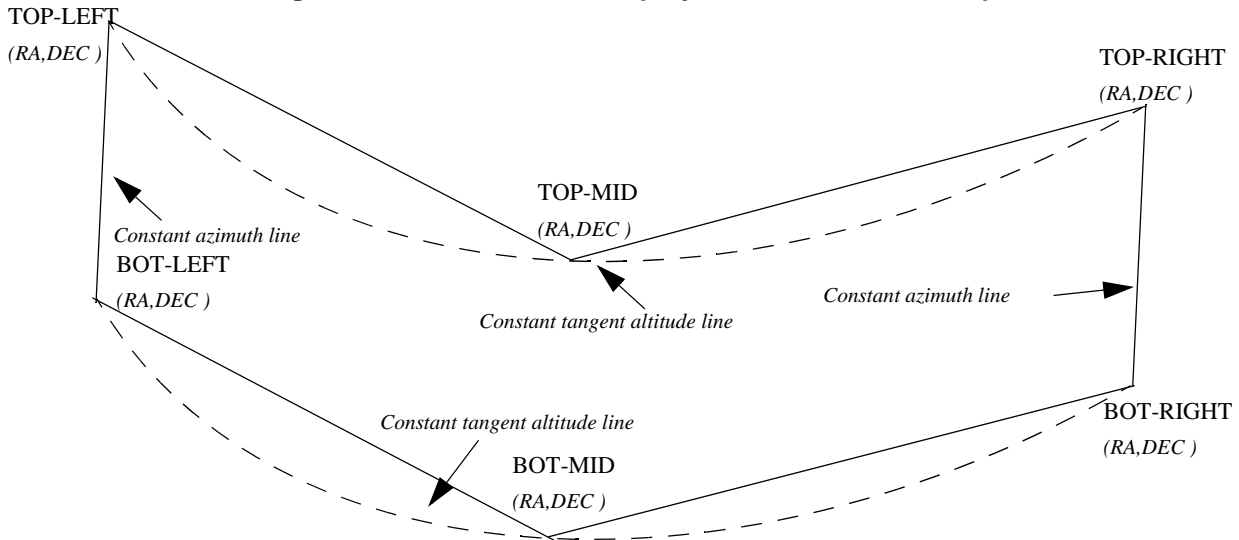 TOP-LEFT
(RA,DEC )
TOP-RIGHT
(RA,DEC )
TOP-MID
(RA,DEC )
Constant azimuth line
BOT-LEFT
(RA,DEC )
Constant azimuth line
Constant tangent altitude line
Constant tangent altitude line
BOT-RIGHT
(RA,DEC )
BOT-MID
(RA,DEC )